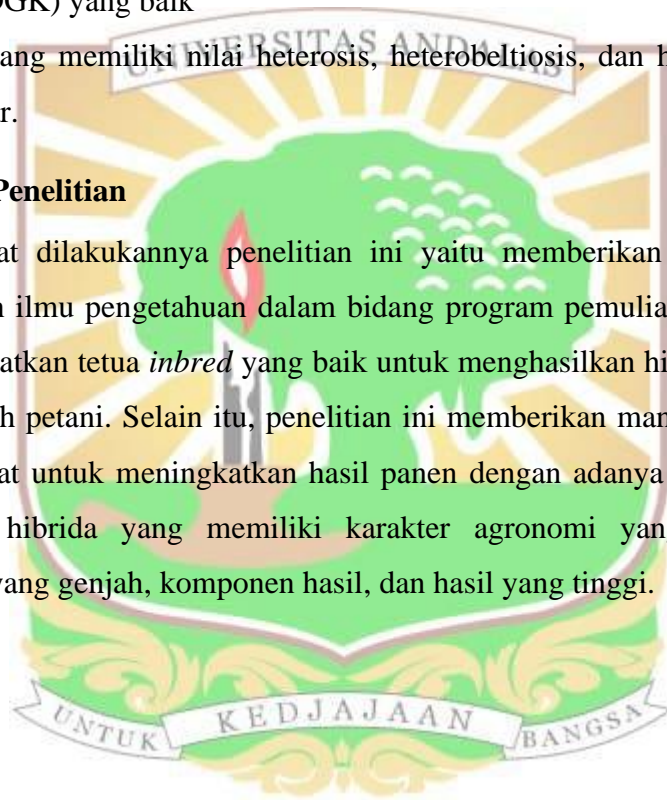 OGK) yang baik
UNIVERSITAS ANDALAS
ang memiliki nilai heterosis, heterobeltiosis, dan h
r.
Penelitian
at dilakukannya penelitian ini yaitu memberikan
ilmu pengetahuan dalam bidang program pemulia
atkan tetua inbred yang baik untuk menghasilkan hi
h petani. Selain itu, penelitian ini memberikan man
at untuk meningkatkan hasil panen dengan adanya
hibrida yang memiliki karakter agronomi yan
yang genjah, komponen hasil, dan hasil yang tinggi.
UNTUK KEDJAJAAN BANGSA